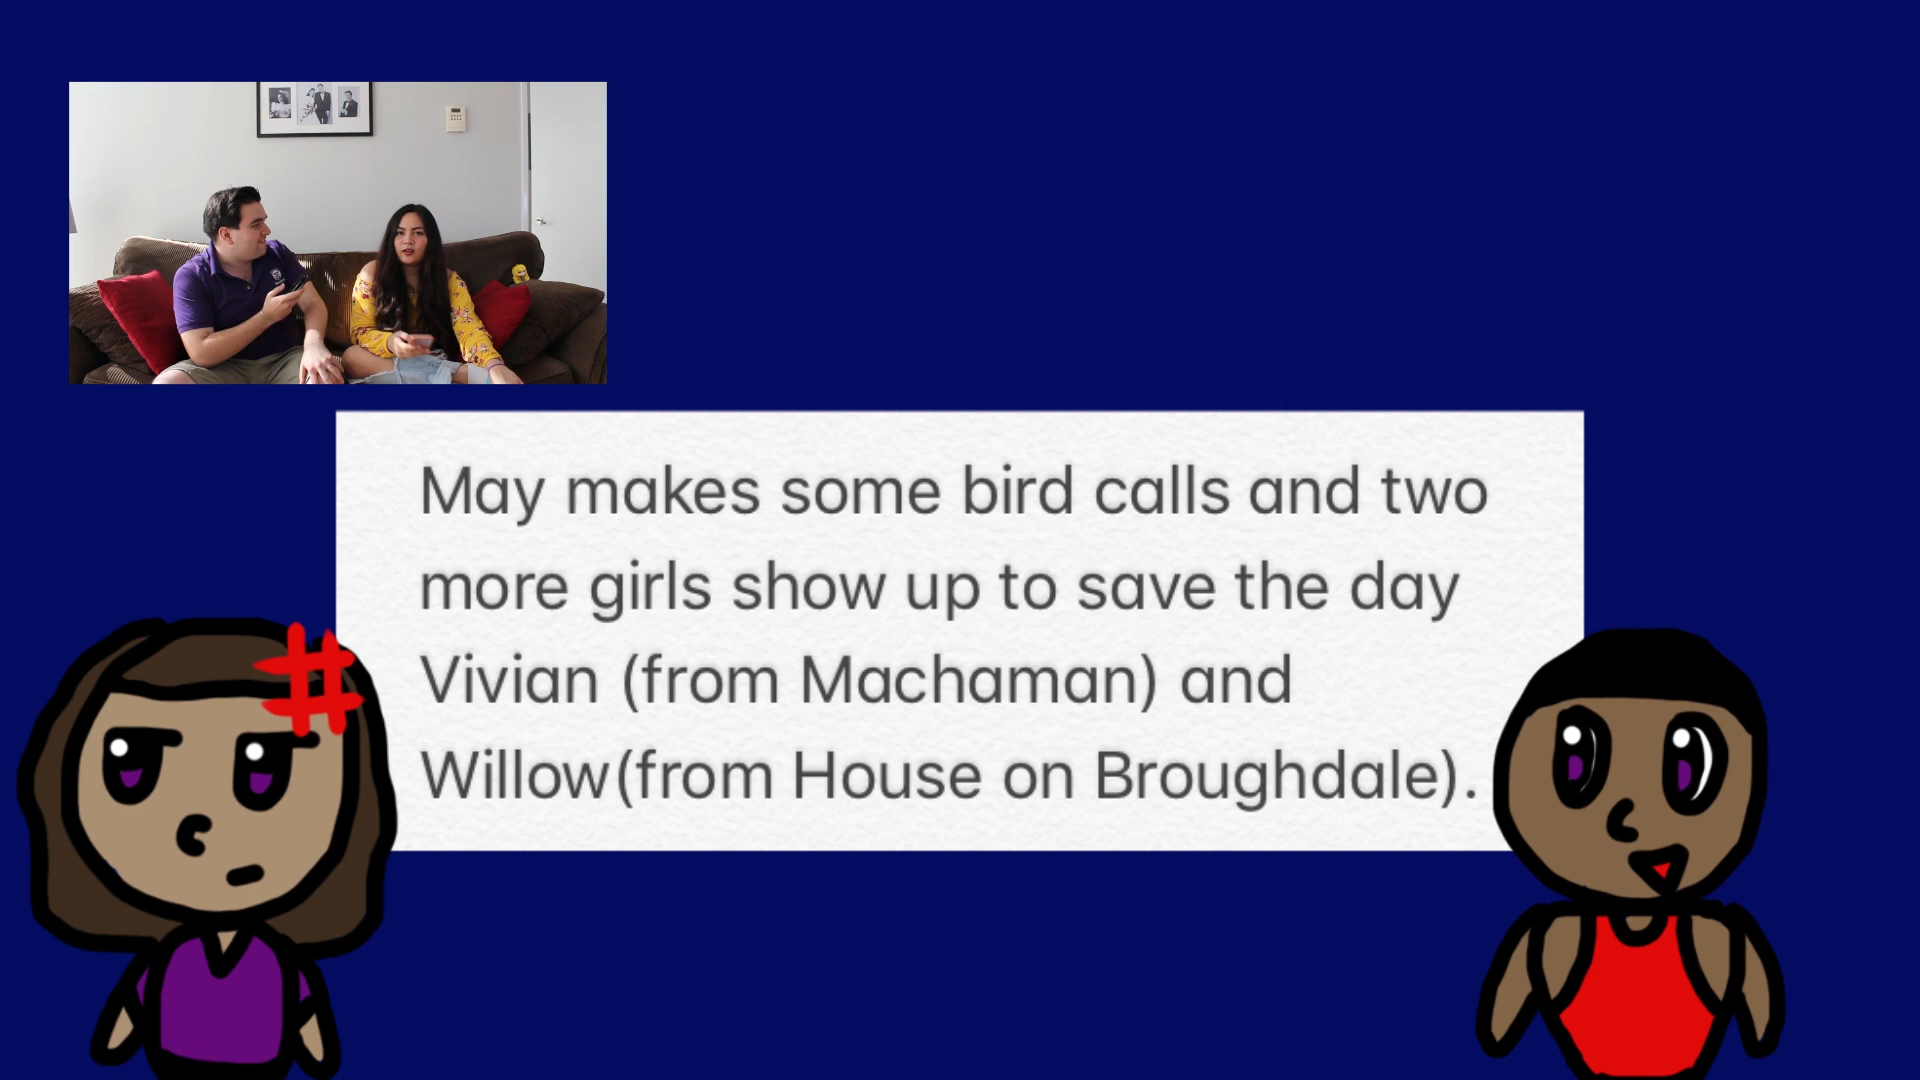 May makes some bird calls and two
more girls show up to save the day
Vivian (from Machaman) and
Willow(from House on Broughdale).